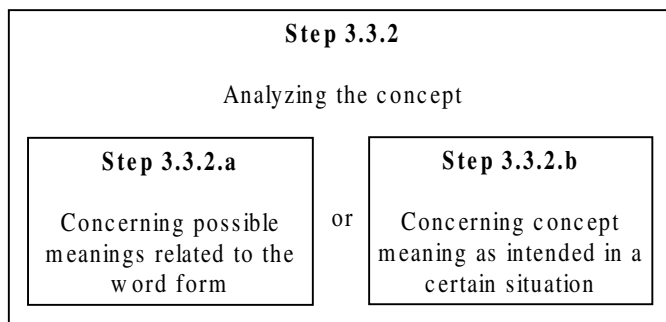 Step 3.3.2
Analyzing the concept
Step 3.3.2.a
Concerning possible
meanings related to the
word form
or
Step 3.3.2.b
Concerning concept
meaning as intended in a
certain situation